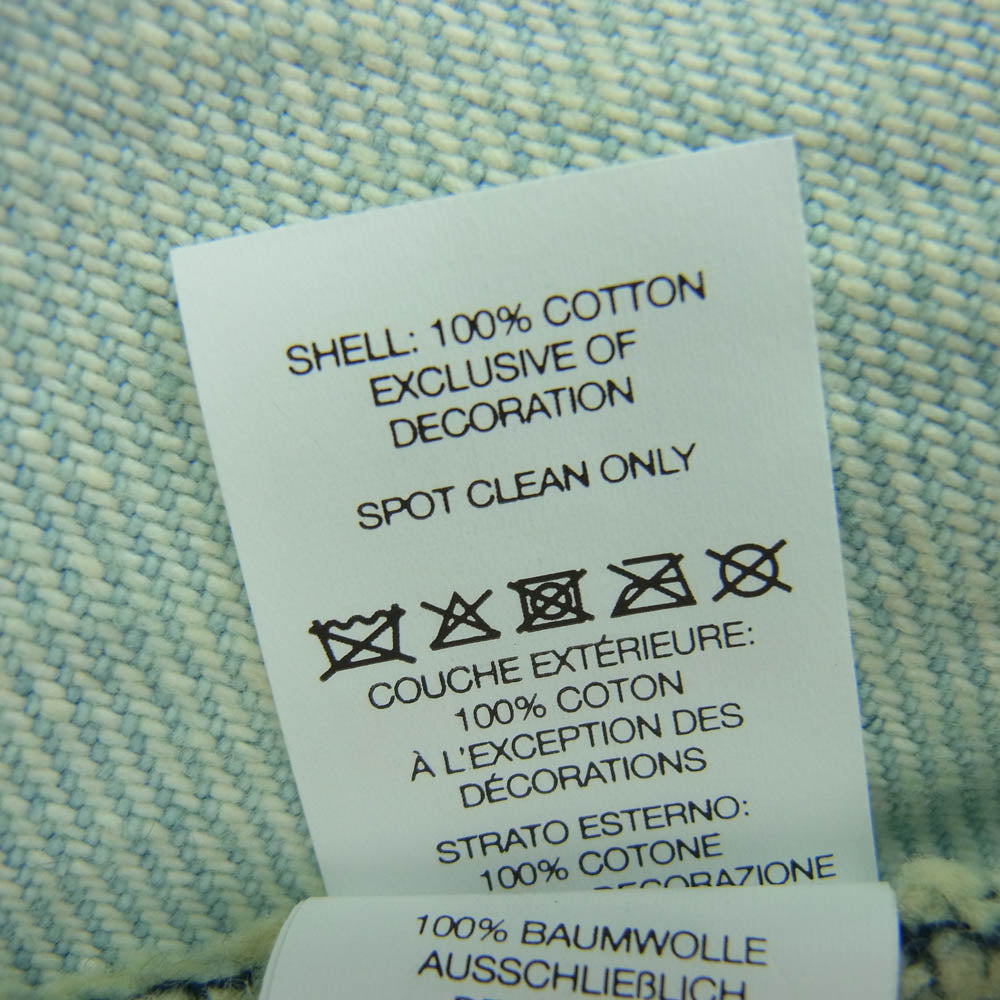 SHELL: 100% COTTON
EXCLUSIVE OF
DECORATION
SPOT CLEAN ONLY
COUCHE EXTÉRIEURE:
100% COTON
À L'EXCEPTION DES
DÉCORATIONS
STRATO ESTERNO:
100% COTONE
DECORAZIONE
100% BAUMWOLLE
AUSSCHLIEßLICH